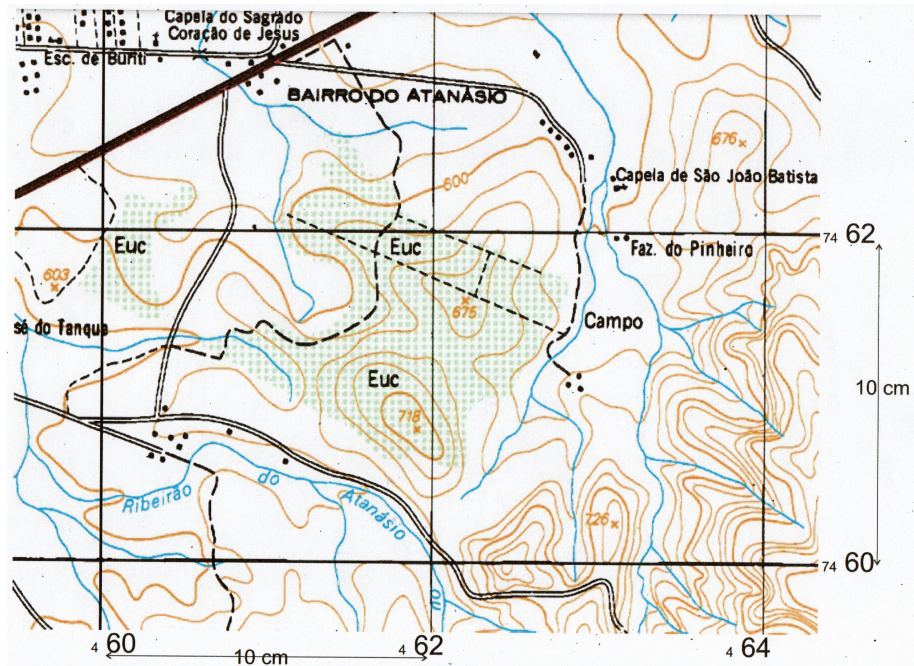 Capela do Sagrado
Coração de Jesus
Esc. de Buriti
BAIRRO DO ATANÁSIO
676
600
Capela de São João Batista
Euc
Euc
74 62
Faz. do Pinheiro
603
675
sé do Tanque
Campo
Euc
10 cm
718
Ribeirão
do
Atanásio
726
74 60
no
4 60
10 cm
4 62
4 64